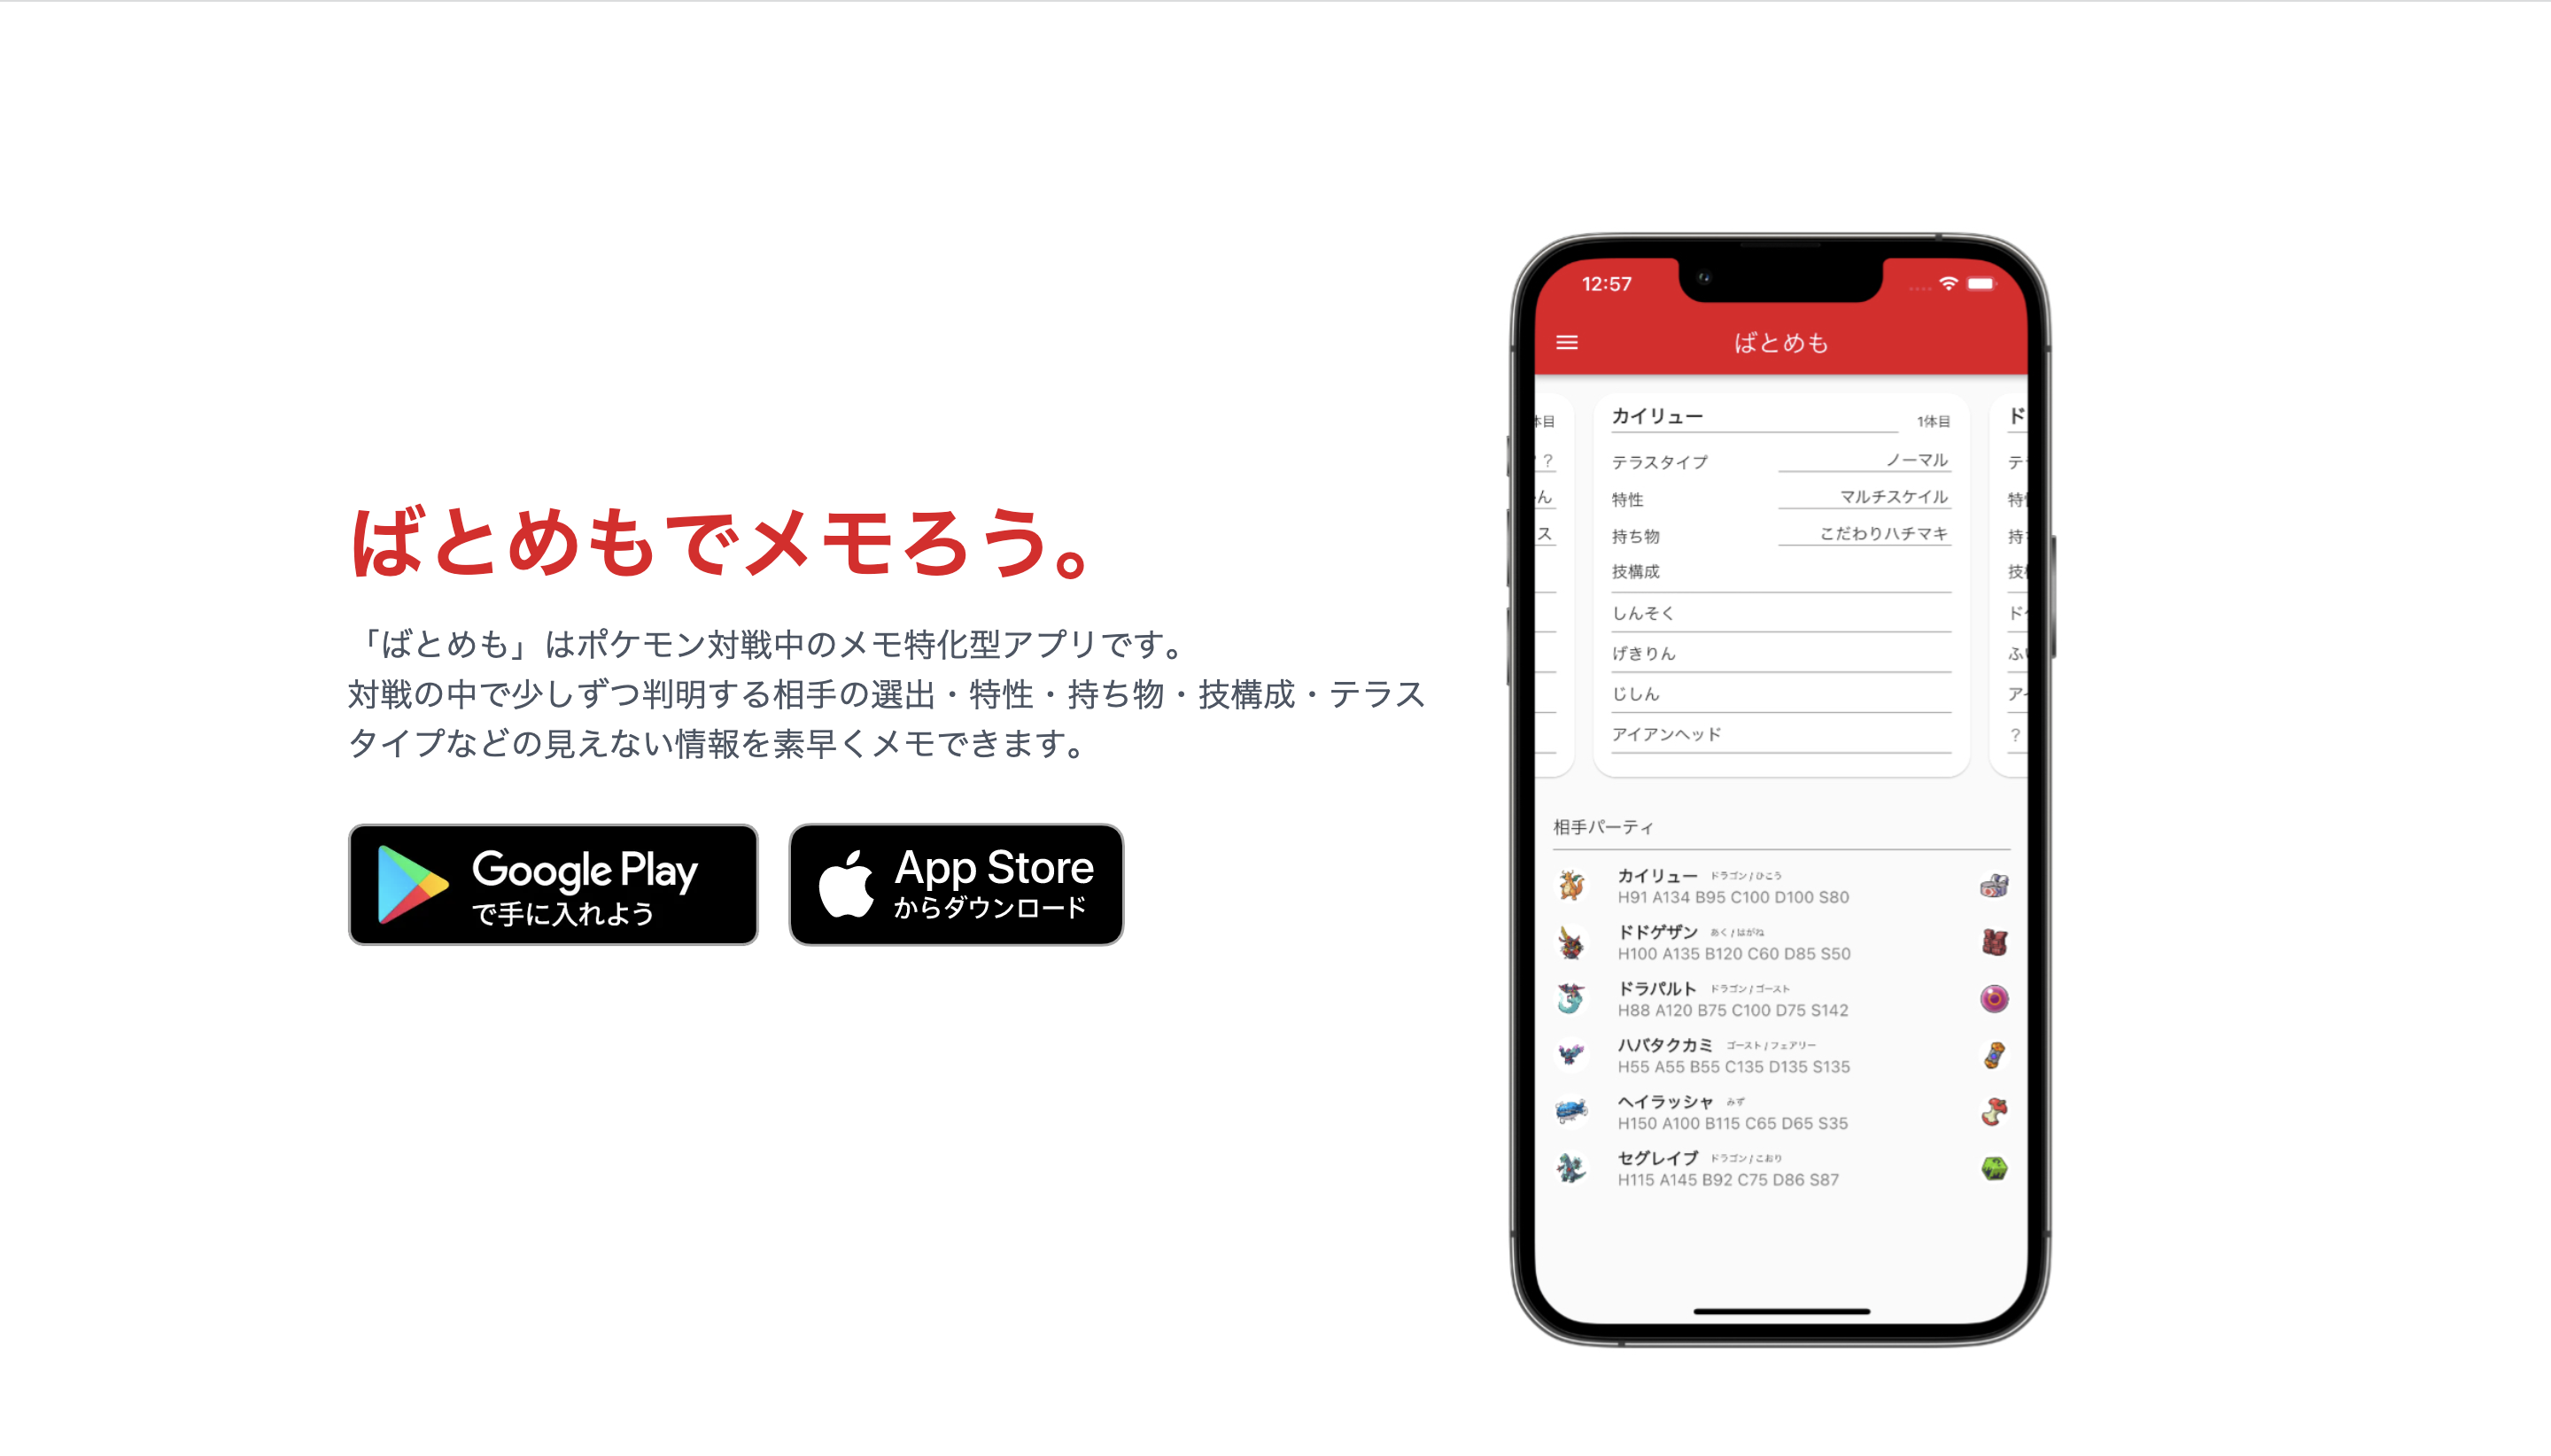 ばとめもでメモろう。
「ばとめも」はポケモン対戦中のメモ特化型アプリです。
対戦の中で少しずつ判明する相手の選出・特性・持ち物・技構成・テラス
タイプなどの見えない情報を素早くメモできます。
Google Play
で手に入れよう
App Store
からダウンロード
12:57
ばとめも
体目
?
ん
ス
カイリュー 1体目
テラスタイプ ノーマル
特性 マルチスケイル
持ち物 こだわりハチマキ
技構成
しんそく
げきりん
じしん
アイアンヘッド
ド
テ
特
持
技
ド
ふ
ア
?
相手パーティ
カイリュー ドラゴン / ひこう
H91 A134 B95 C100 D100 S80
ドドゲザン あく / はがね
H100 A135 B120 C60 D85 S50
ドラパルト ドラゴン / ゴースト
H88 A120 B75 C100 D75 S142
ハバタクカミ ゴースト / フェアリー
H55 A55 B55 C135 D135 S135
ヘイラッシャ みず
H150 A100 B115 C65 D65 S35
セグレイブ ドラゴン / こおり
H115 A145 B92 C75 D86 S87